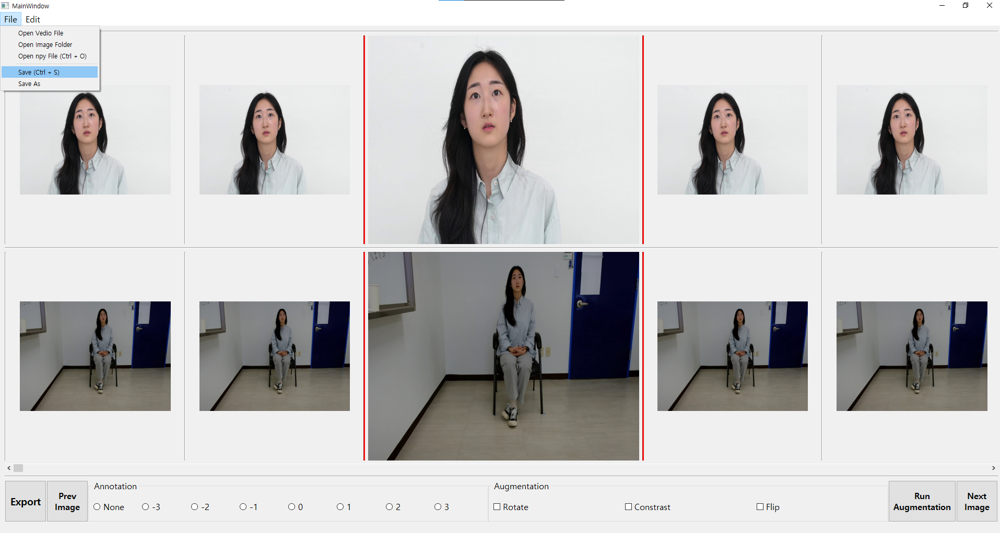 MainWindow
File Edit
Open Vedio File
Open Image Folder
Open npy File (Ctrl + O)
Save (Ctrl + S)
Save As
Export
Prev
Image
Annotation
None -3 -2 -1 0 1 2 3
Augmentation
Rotate Constrast Flip
Run
Augmentation
Next
Image